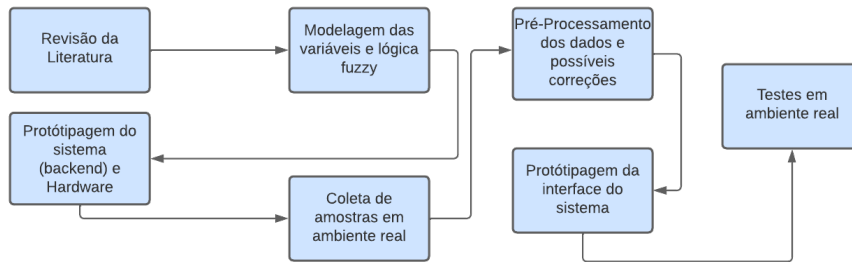 Revisão da
Literatura
Modelagem das
variáveis e lógica
fuzzy
Protótipagem do
sistema
(backend) e
Hardware
Coleta de
amostras em
ambiente real
Pré-Processamento
dos dados e
possíveis
correções
Protótipagem da
interface do
sistema
Testes em
ambiente real